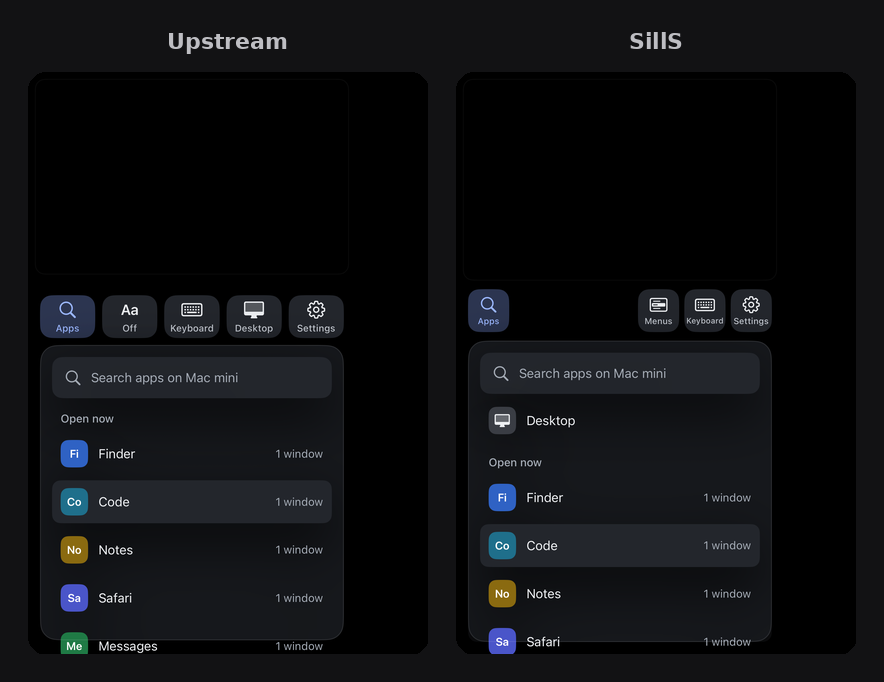 Upstream
Apps
Aa
Off
Keyboard
Desktop
Settings
Search apps on Mac mini
Open now
Fi Finder 1 window
Co Code 1 window
No Notes 1 window
Sa Safari 1 window
Me Messages 1 window
SillS
Apps
Menus
Keyboard
Settings
Search apps on Mac mini
Desktop
Open now
Fi Finder 1 window
Co Code 1 window
No Notes 1 window
Sa Safari 1 window